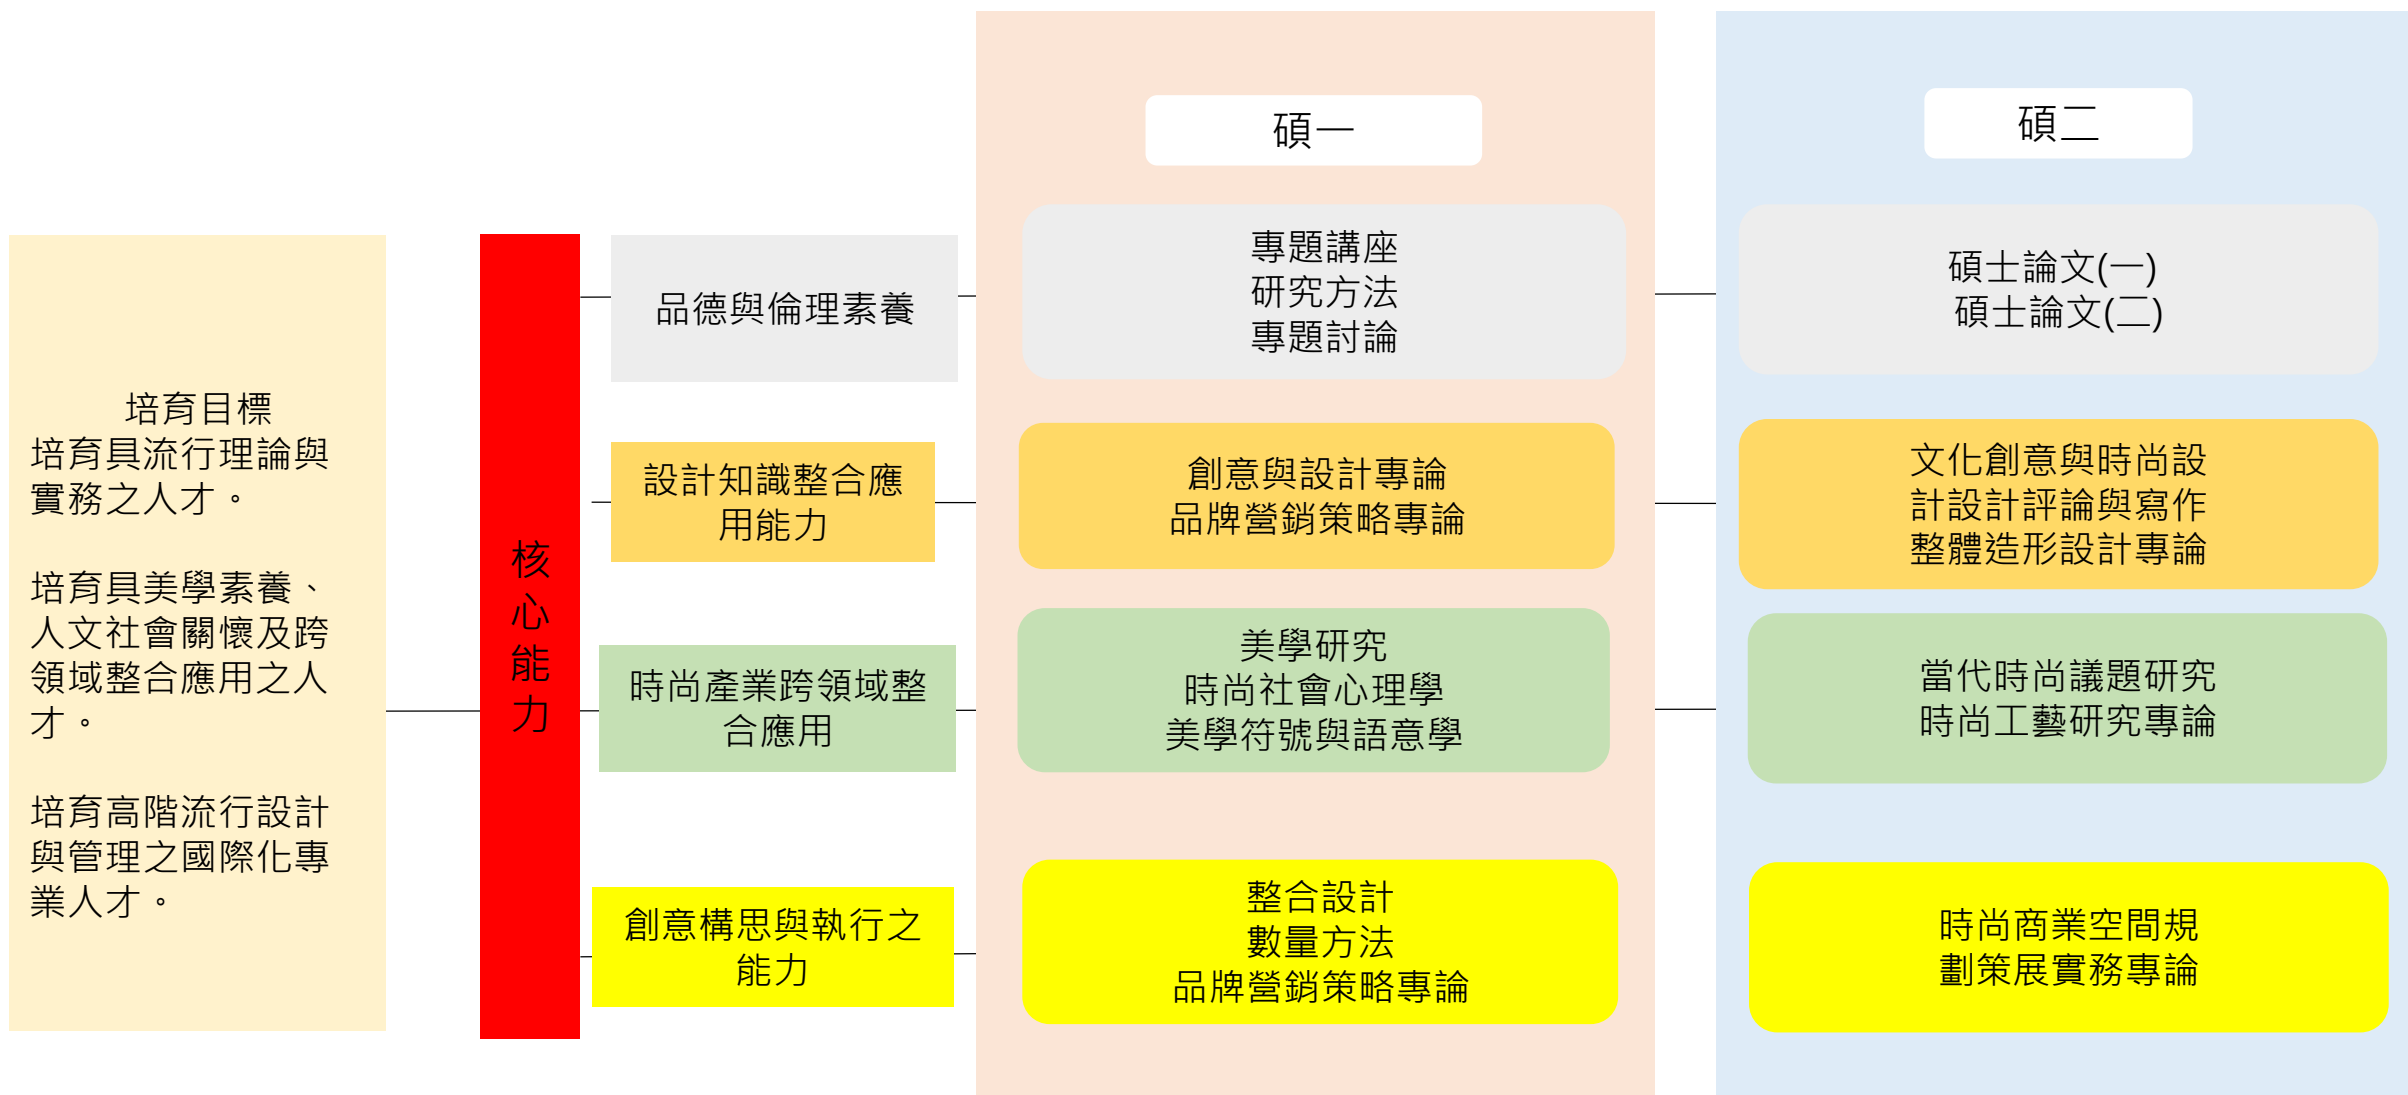 碩一
碩二
培育目標
培育具流行理論與
實務之人才。
培育具美學素養、
人文社會關懷及跨
領域整合應用之人
才。
培育高階流行設計
與管理之國際化專
業人才。
核
心
能
力
品德與倫理素養
專題講座
研究方法
專題討論
碩士論文(一)
碩士論文(二)
設計知識整合應
用能力
創意與設計專論
品牌營銷策略專論
文化創意與時尚設
計設計評論與寫作
整體造形設計專論
時尚產業跨領域整
合應用
美學研究
時尚社會心理學
美學符號與語意學
當代時尚議題研究
時尚工藝研究專論
創意構思與執行之
能力
整合設計
數量方法
品牌營銷策略專論
時尚商業空間規
劃策展實務專論